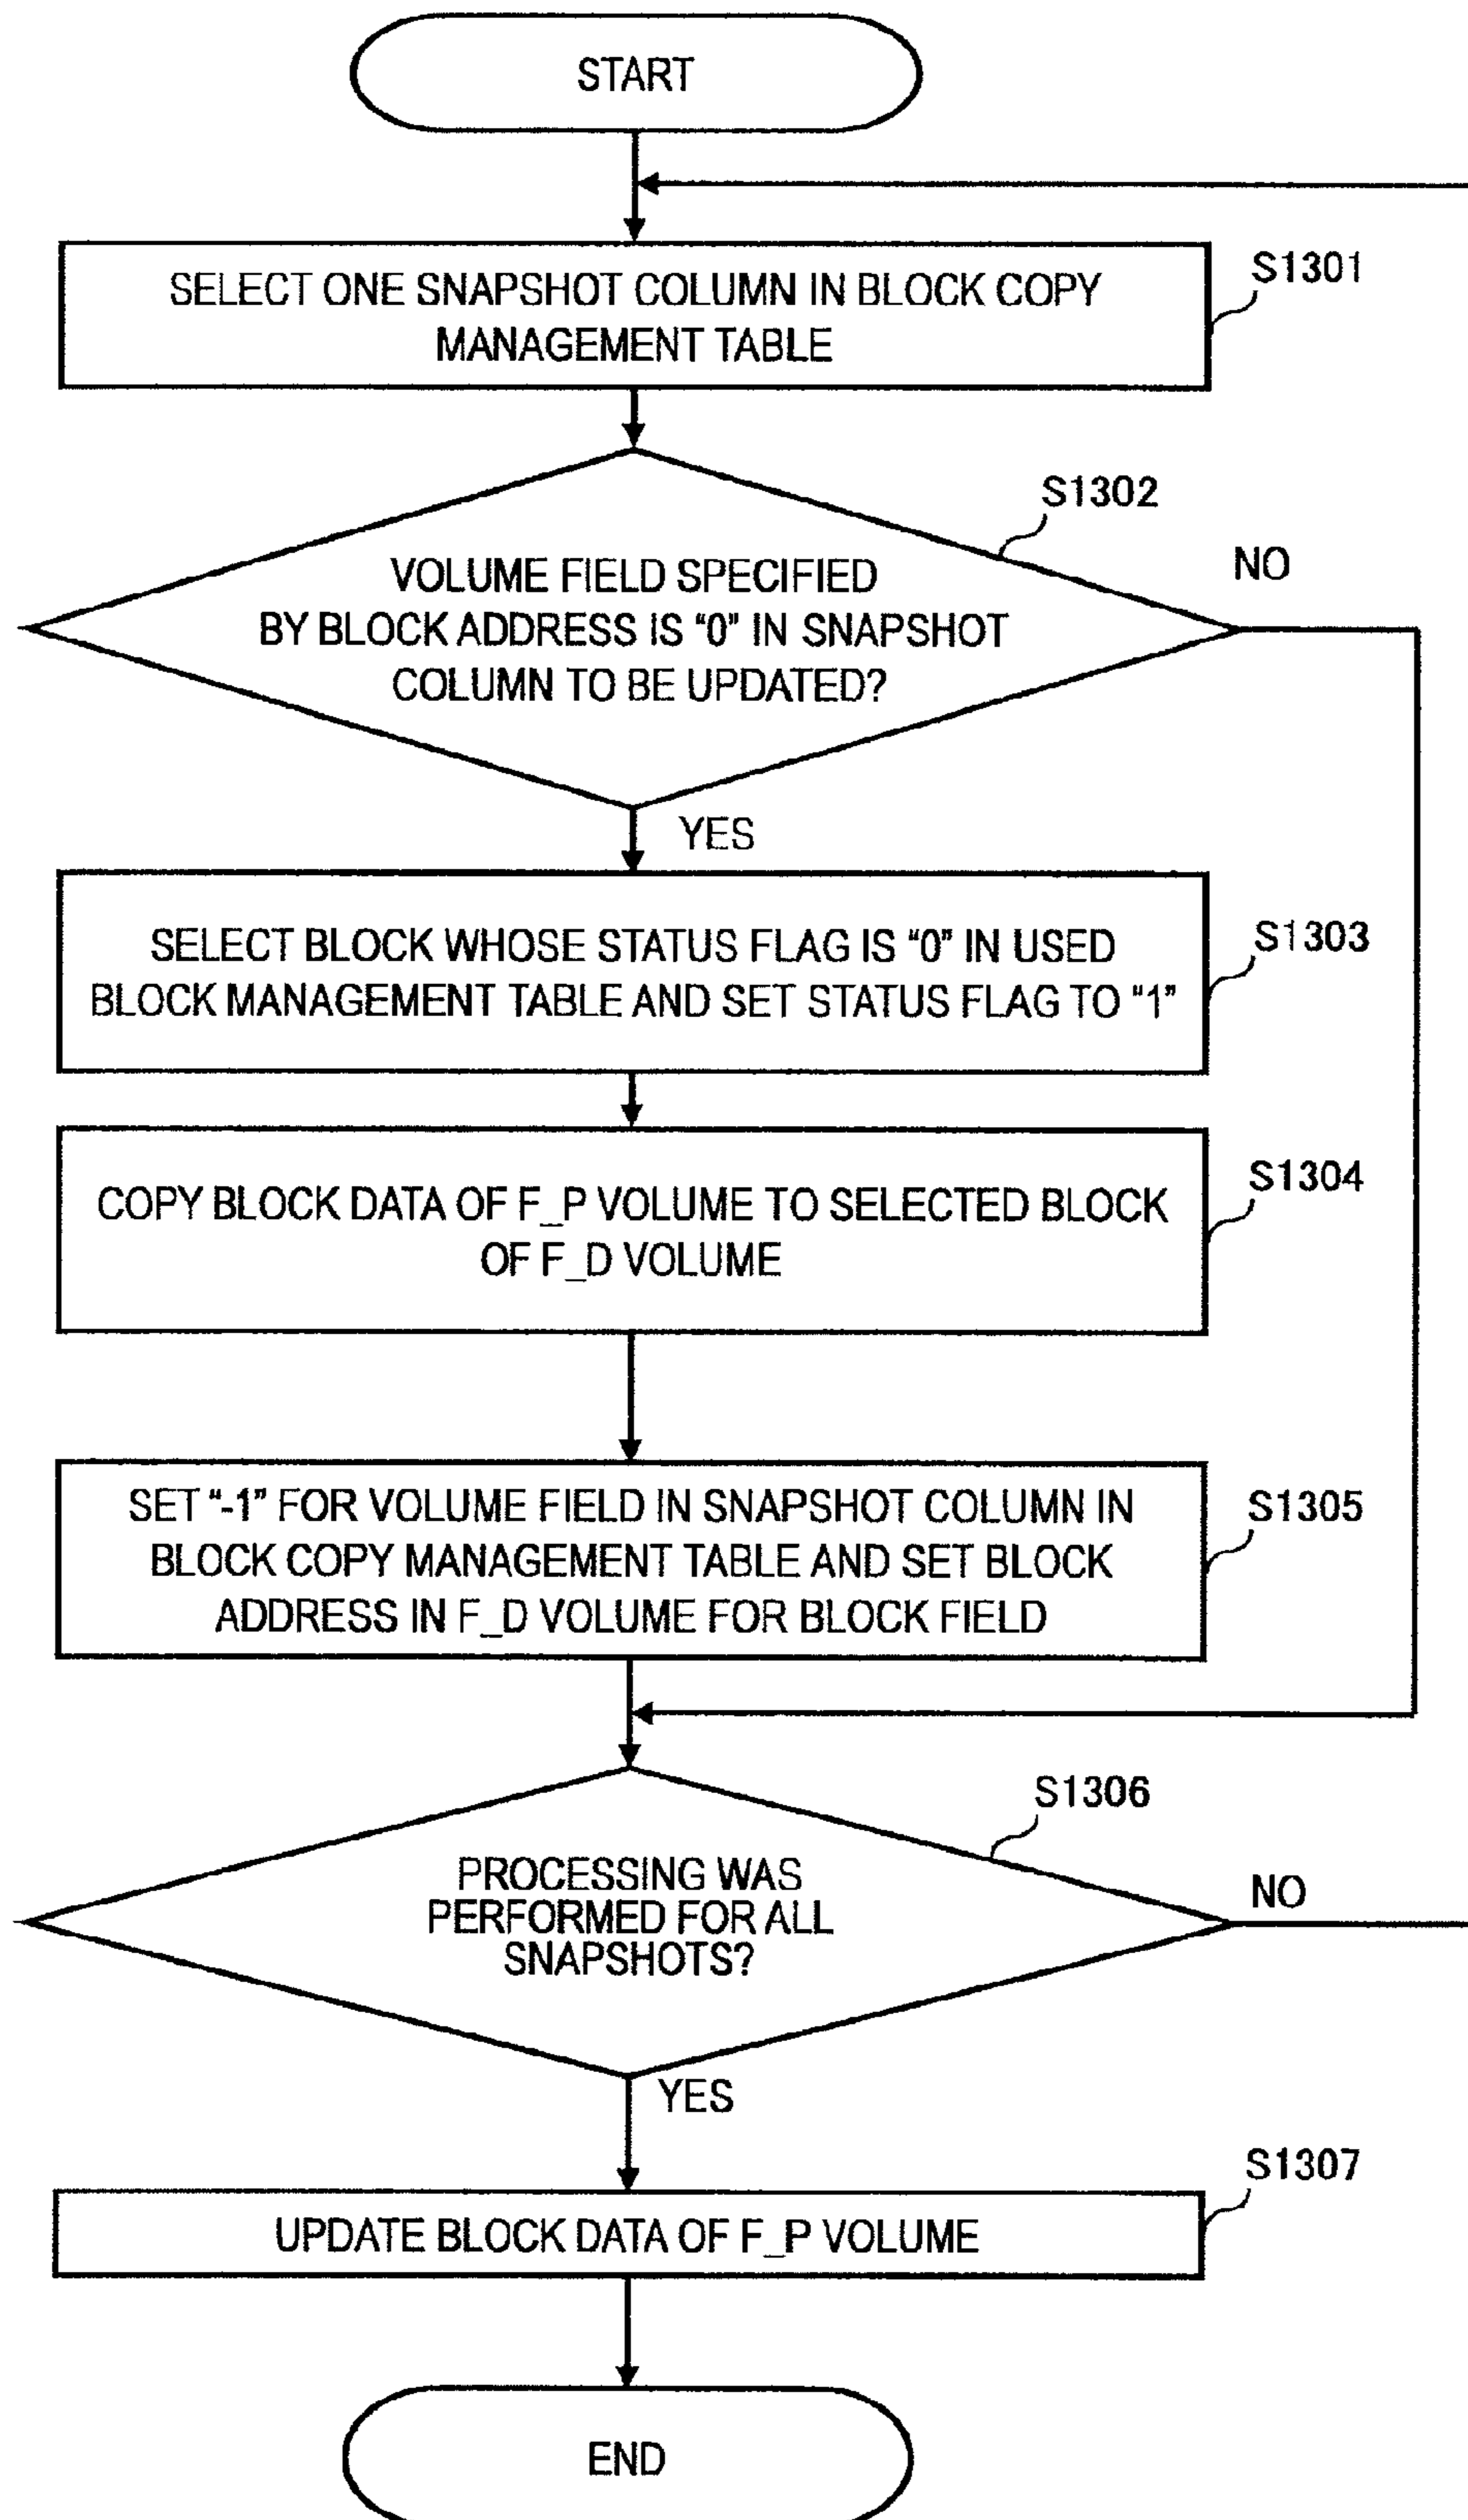 START
SELECT ONE SNAPSHOT COLUMN IN BLOCK COPY
MANAGEMENT TABLE
S1301
S1302
VOLUME FIELD SPECIFIED
BY BLOCK ADDRESS IS “0” IN SNAPSHOT
COLUMN TO BE UPDATED?
NO
YES
SELECT BLOCK WHOSE STATUS FLAG IS “0” IN USED
BLOCK MANAGEMENT TABLE AND SET STATUS FLAG TO “1”
S1303
COPY BLOCK DATA OF F_P VOLUME TO SELECTED BLOCK
OF F_D VOLUME
S1304
SET “-1” FOR VOLUME FIELD IN SNAPSHOT COLUMN IN
BLOCK COPY MANAGEMENT TABLE AND SET BLOCK
ADDRESS IN F_D VOLUME FOR BLOCK FIELD
S1305
S1306
PROCESSING WAS
PERFORMED FOR ALL
SNAPSHOTS?
NO
YES
S1307
UPDATE BLOCK DATA OF F_P VOLUME
END